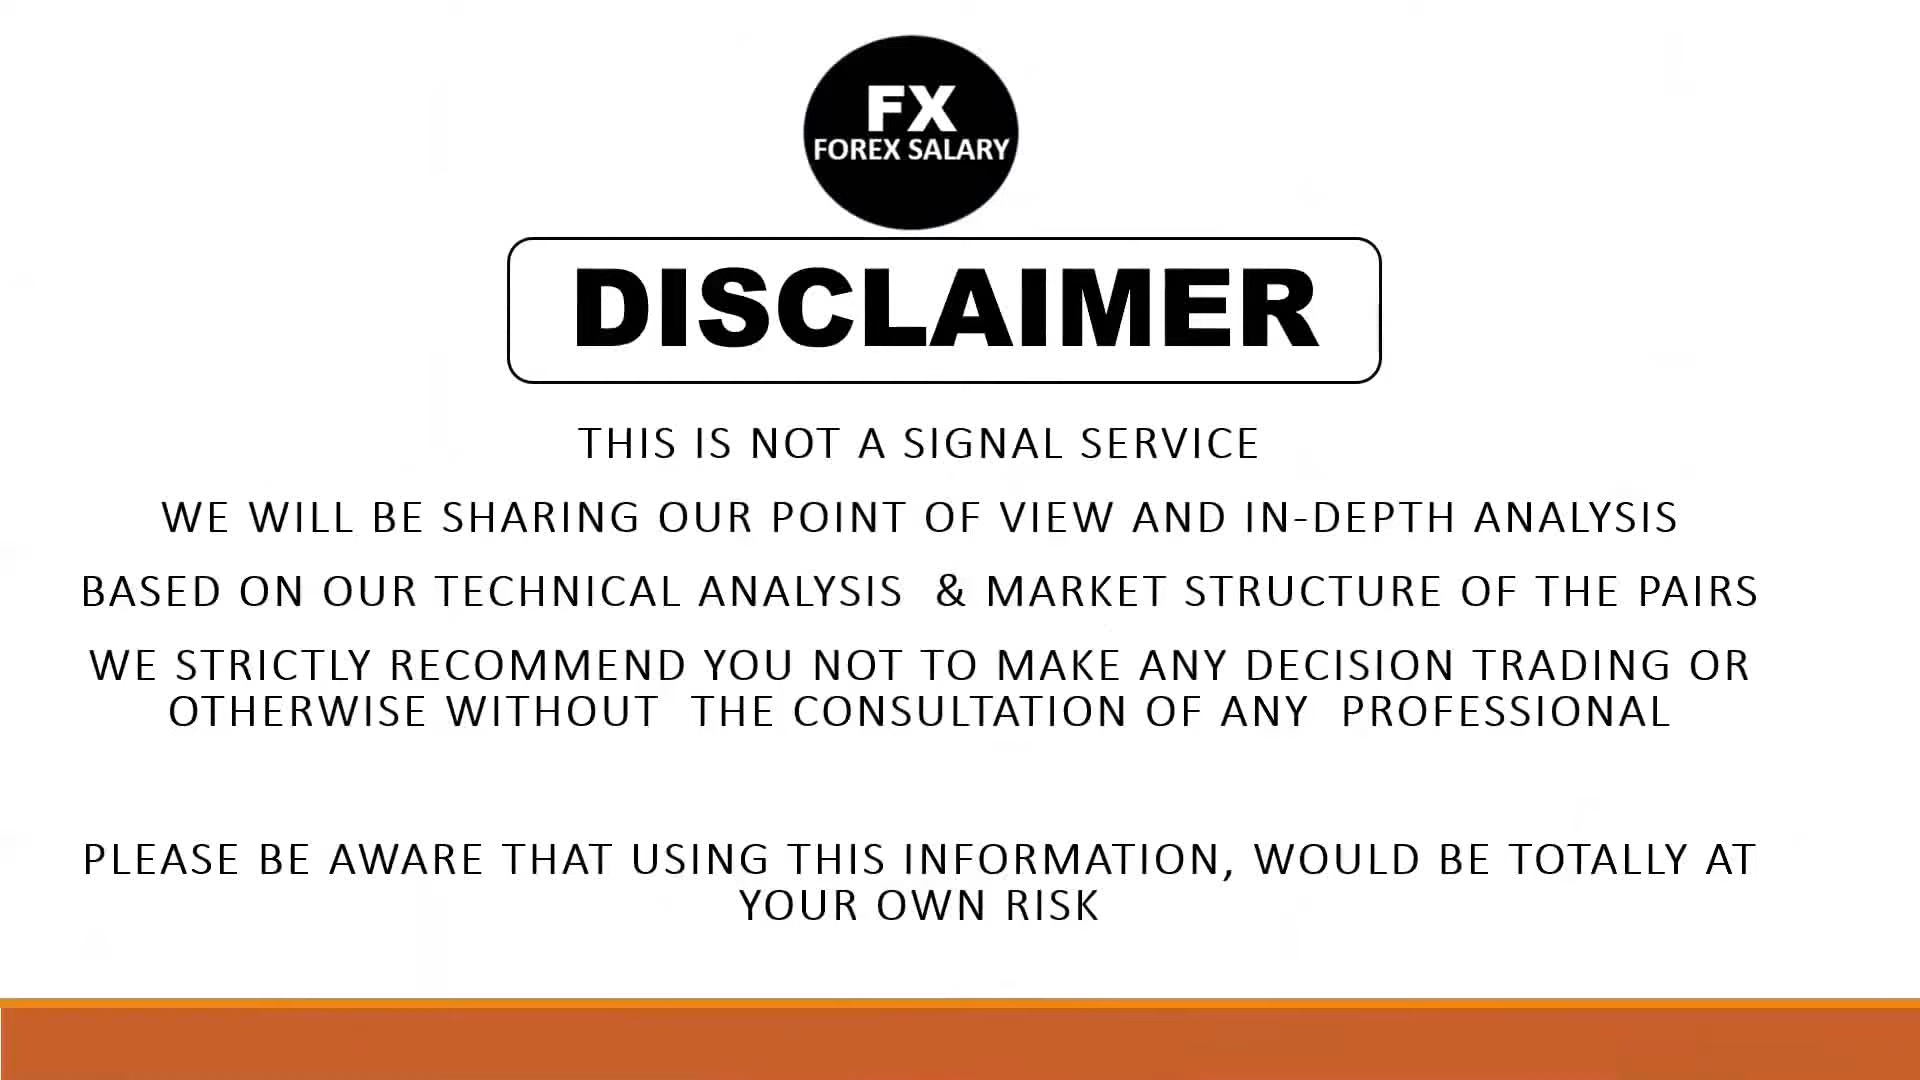 FX
FOREX SALARY
DISCLAIMER
THIS IS NOT A SIGNAL SERVICE
WE WILL BE SHARING OUR POINT OF VIEW AND IN-DEPTH ANALYSIS
BASED ON OUR TECHNICAL ANALYSIS & MARKET STRUCTURE OF THE PAIRS
WE STRICTLY RECOMMEND YOU NOT TO MAKE ANY DECISION TRADING OR
OTHERWISE WITHOUT THE CONSULTATION OF ANY PROFESSIONAL
PLEASE BE AWARE THAT USING THIS INFORMATION, WOULD BE TOTALLY AT
YOUR OWN RISK